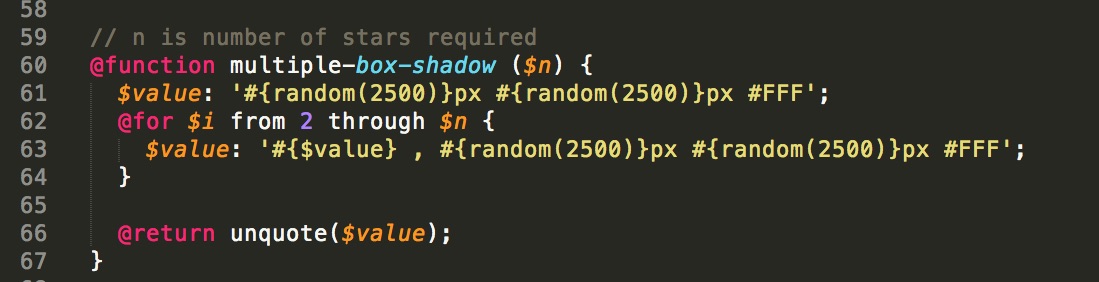 58
59 // n is number of stars required
60 @function multiple-box-shadow ($n) {
61 $value: '#{random(2500)}px #{random(2500)}px #FFF';
62 @for $i from 2 through $n {
63 $value: '#{$value} , #{random(2500)}px #{random(2500)}px #FFF';
64 }
65
66 @return unquote($value);
67 }